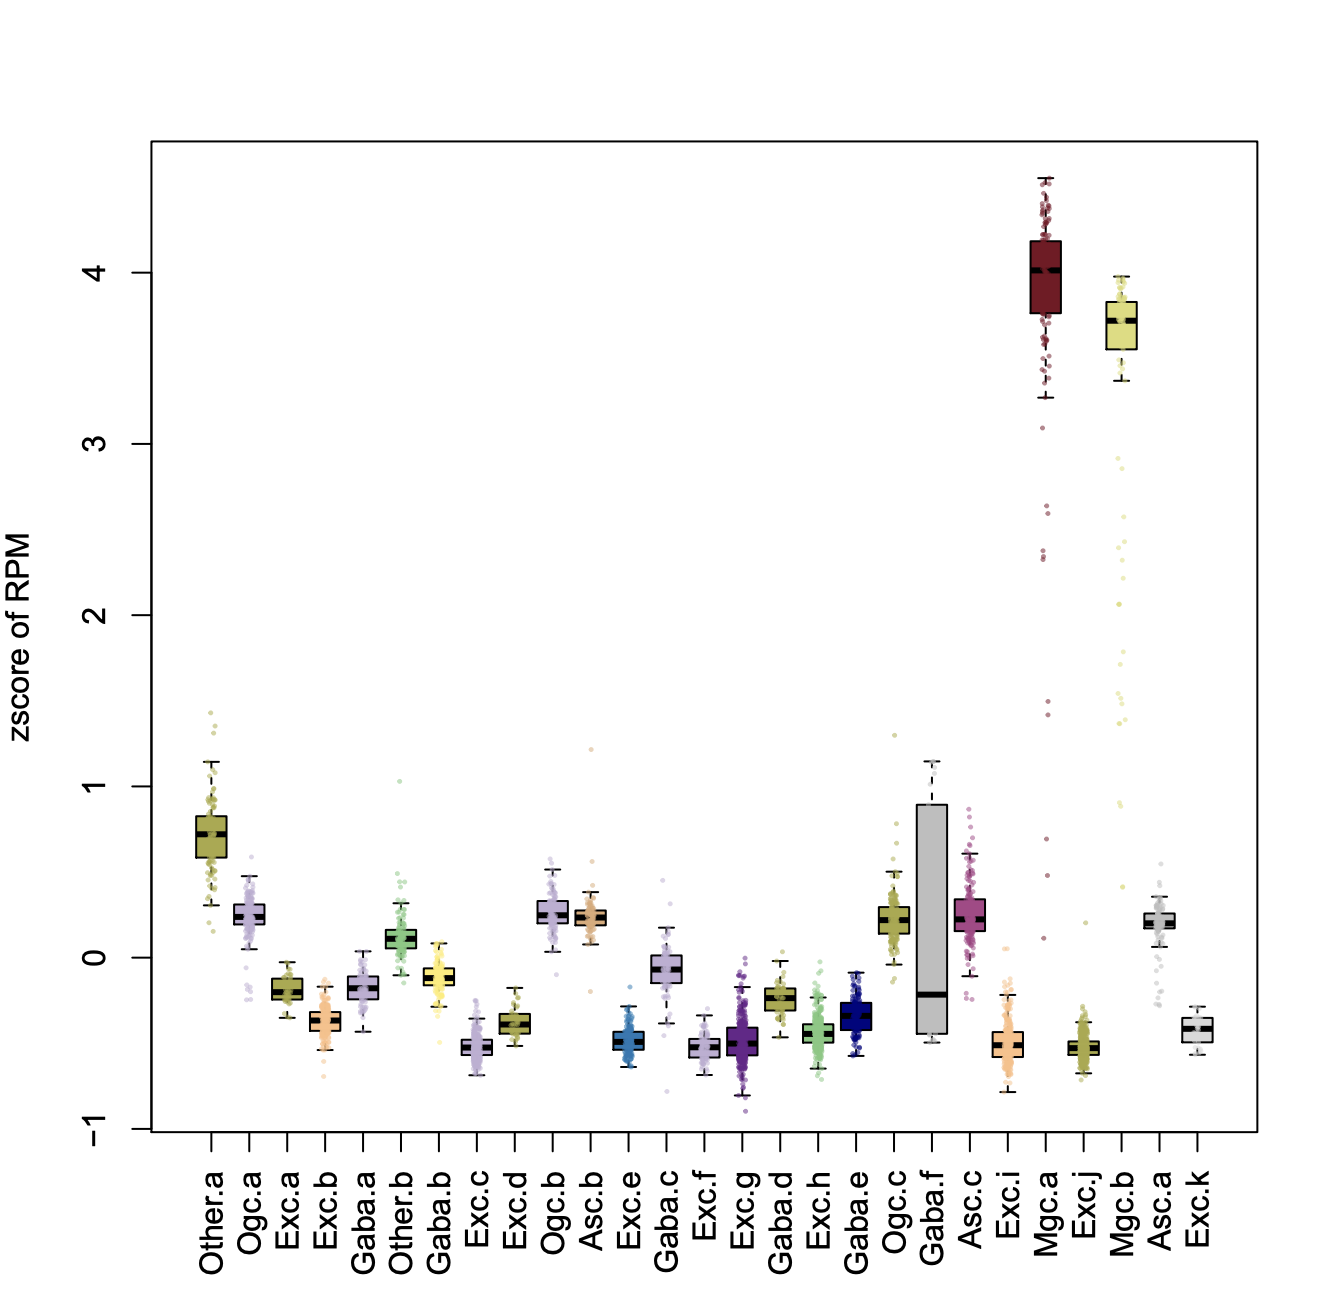 zscore of RPM
4
3
2
1
0
−1
Other.a
Ogc.a
Exc.a
Exc.b
Gaba.a
Other.b
Gaba.b
Exc.c
Exc.d
Ogc.b
Asc.b
Exc.e
Gaba.c
Exc.f
Exc.g
Gaba.d
Exc.h
Gaba.e
Ogc.c
Gaba.f
Asc.c
Exc.i
Mgc.a
Exc.j
Mgc.b
Asc.a
Exc.k